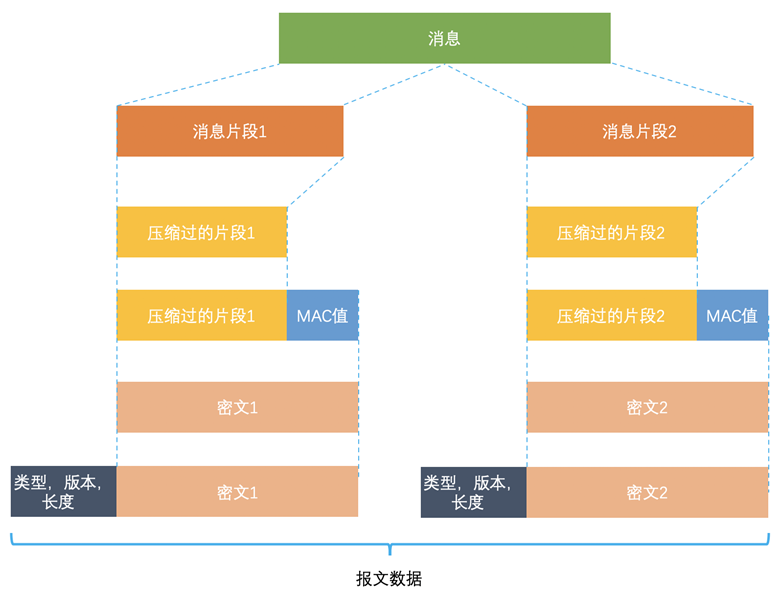 消息
消息片段1
消息片段2
压缩过的片段1
压缩过的片段2
压缩过的片段1
MAC值
压缩过的片段2
MAC值
密文1
密文2
类型，版本，
长度
密文1
类型，版本，
长度
密文2
报文数据